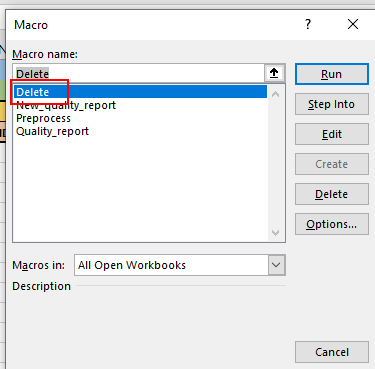 Macro
?
Macro name:
Delete
Run
Delete
New_quality_report
Preprocess
Quality_report
Step Into
Edit
Create
Delete
Options...
Macros in:
All Open Workbooks
Description
Cancel